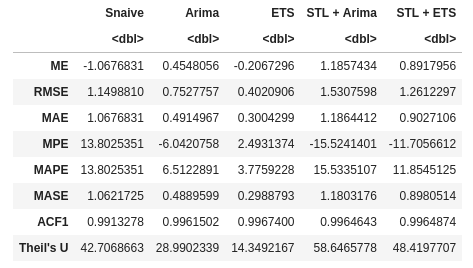 Snaive Arima ETS STL + Arima STL + ETS
<dbl> <dbl> <dbl> <dbl> <dbl>
ME -1.0676831 0.4548056 -0.2067296 1.1857434 0.8917956
RMSE 1.1498810 0.7527757 0.4020906 1.5307598 1.2612297
MAE 1.0676831 0.4914967 0.3004299 1.1864412 0.9027106
MPE 13.8025351 -6.0420758 2.4931374 -15.5241401 -11.7056612
MAPE 13.8025351 6.5122891 3.7759228 15.5335107 11.8545125
MASE 1.0621725 0.4889599 0.2988793 1.1803176 0.8980514
ACF1 0.9913278 0.9961502 0.9967400 0.9964643 0.9964874
Theil's U 42.7068663 28.9902339 14.3492167 58.6465778 48.4197707